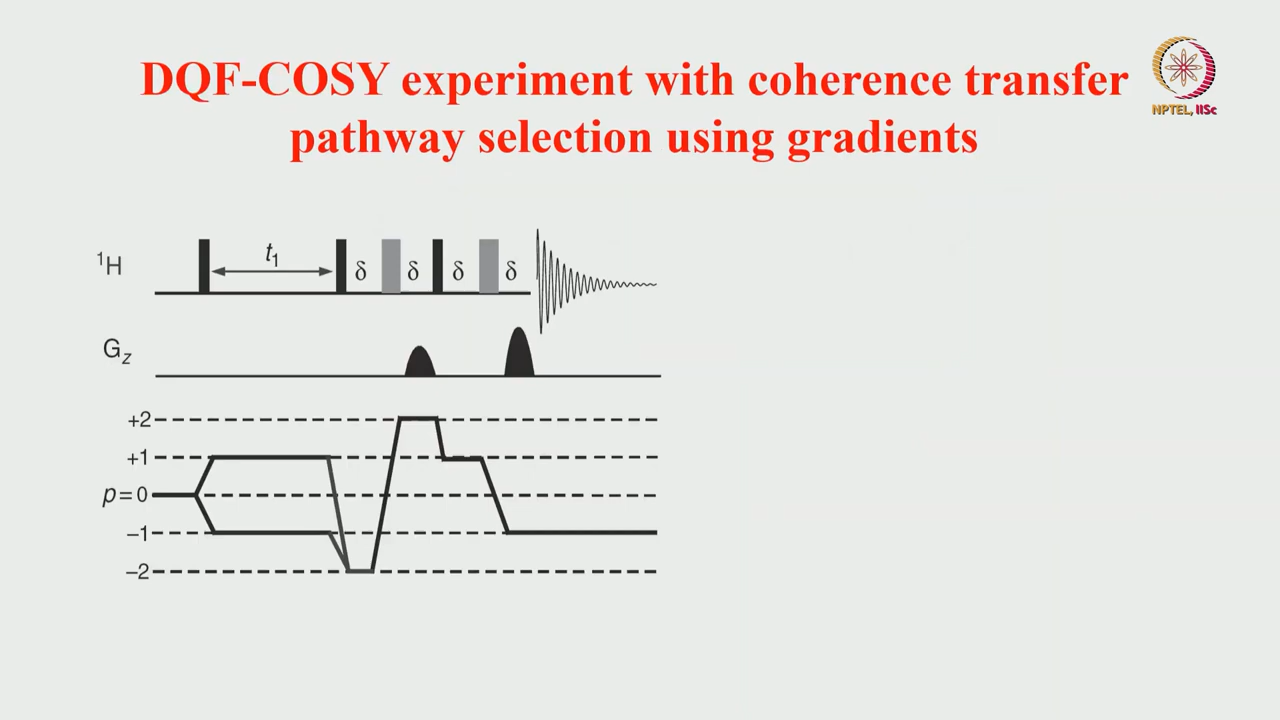 DQF-COSY experiment with coherence transfer
pathway selection using gradients
NPTEL, IISc
¹H
t₁
δ δ δ δ
G_z
+2
+1
p=0
−1
−2